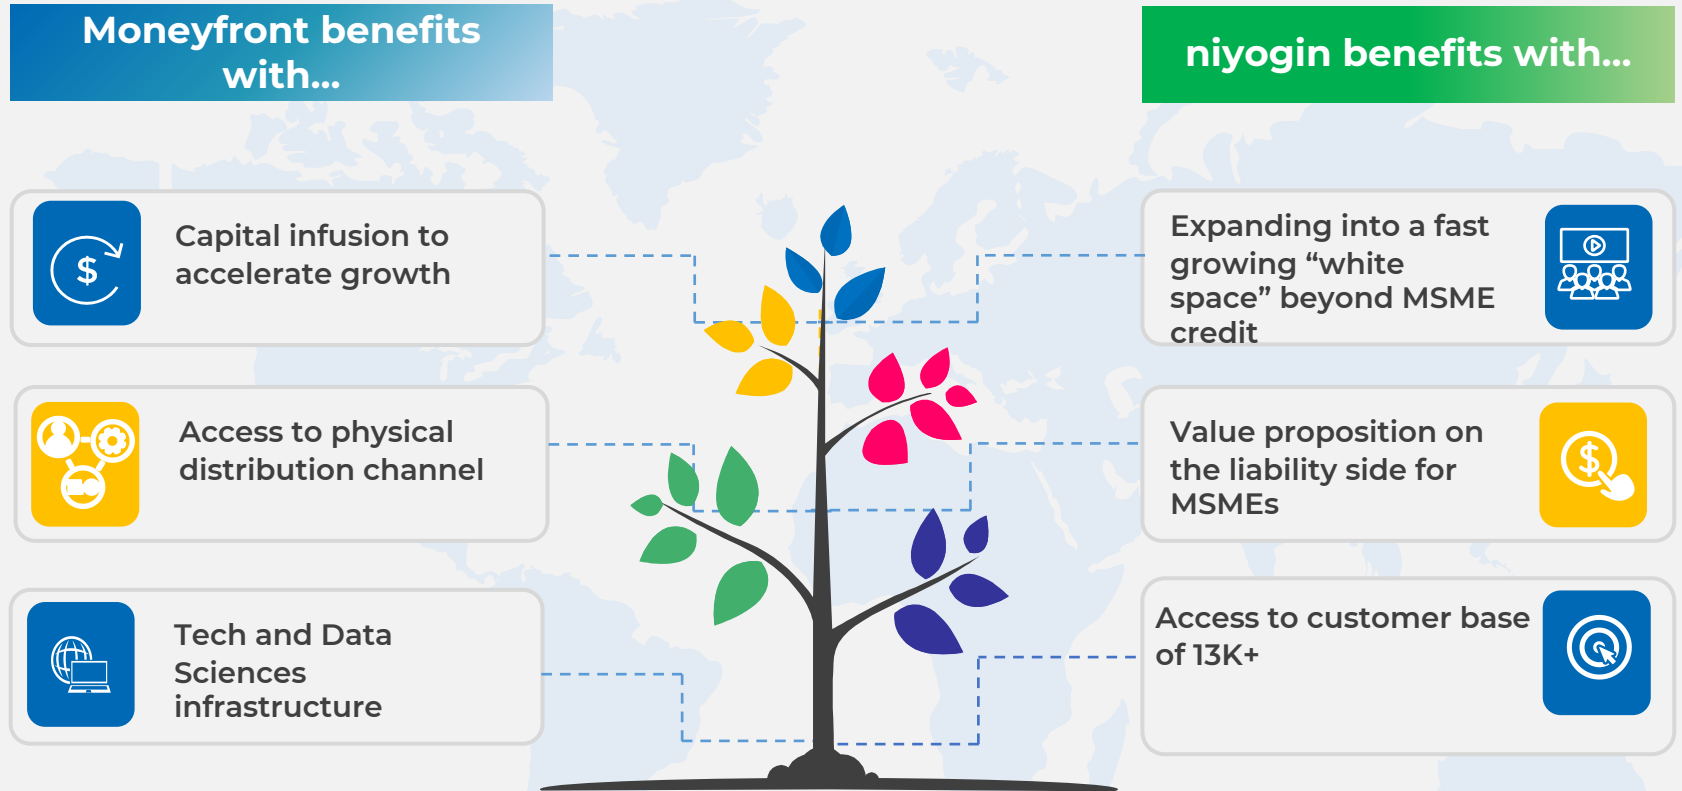 Moneyfront benefits
with...
Capital infusion to
accelerate growth
Access to physical
distribution channel
Tech and Data
Sciences
infrastructure
niyogin benefits with...
Expanding into a fast
growing “white
space” beyond MSME
credit
Value proposition on
the liability side for
MSMEs
Access to customer base
of 13K+